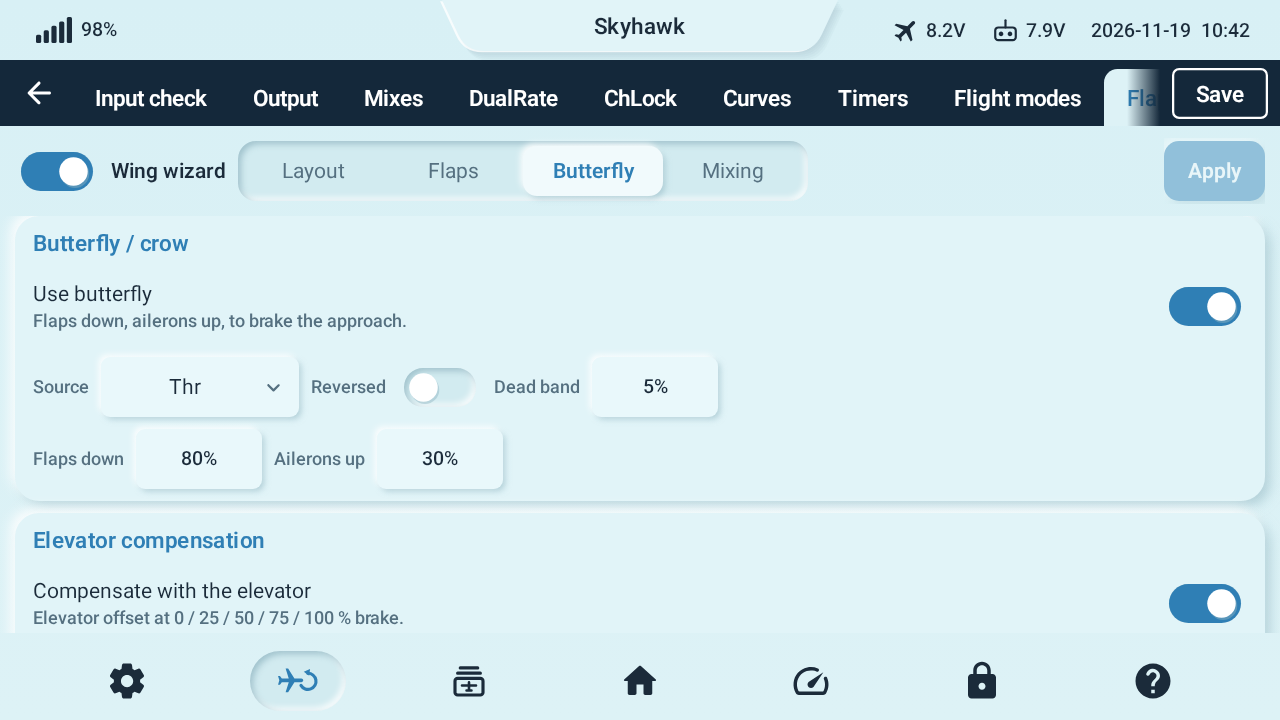 98%
Skyhawk
8.2V
7.9V
2026-11-19 10:42
Input check
Output
Mixes
DualRate
ChLock
Curves
Timers
Flight modes
Save
Wing wizard
Layout
Flaps
Butterfly
Mixing
Apply
Butterfly / crow
Use butterfly
Flaps down, ailerons up, to brake the approach.
Source
Thr
Reversed
Dead band
5%
Flaps down
80%
Ailerons up
30%
Elevator compensation
Compensate with the elevator
Elevator offset at 0 / 25 / 50 / 75 / 100 % brake.